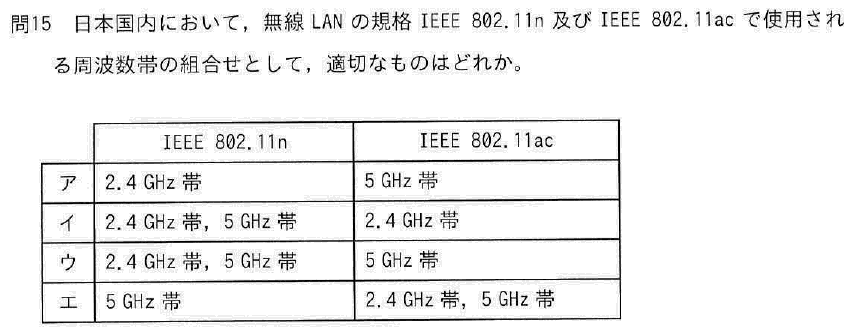 問15 日本国内において，無線 LAN の規格 IEEE 802.11n 及び IEEE 802.11ac で使用され
る周波数帯の組合せとして，適切なものはどれか。
IEEE 802.11n IEEE 802.11ac
ア 2.4 GHz 帯 5 GHz 帯
イ 2.4 GHz 帯，5 GHz 帯 2.4 GHz 帯
ウ 2.4 GHz 帯，5 GHz 帯 5 GHz 帯
エ 5 GHz 帯 2.4 GHz 帯，5 GHz 帯